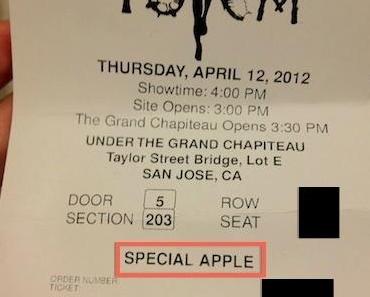 TOTEM
THURSDAY, APRIL 12, 2012
Showtime: 4:00 PM
Site Opens: 3:00 PM
The Grand Chapiteau Opens 3:30 PM
UNDER THE GRAND CHAPITEAU
Taylor Street Bridge, Lot E
SAN JOSE, CA
DOOR 5 ROW
SECTION 203 SEAT
SPECIAL APPLE
ORDER NUMBER
TICKET